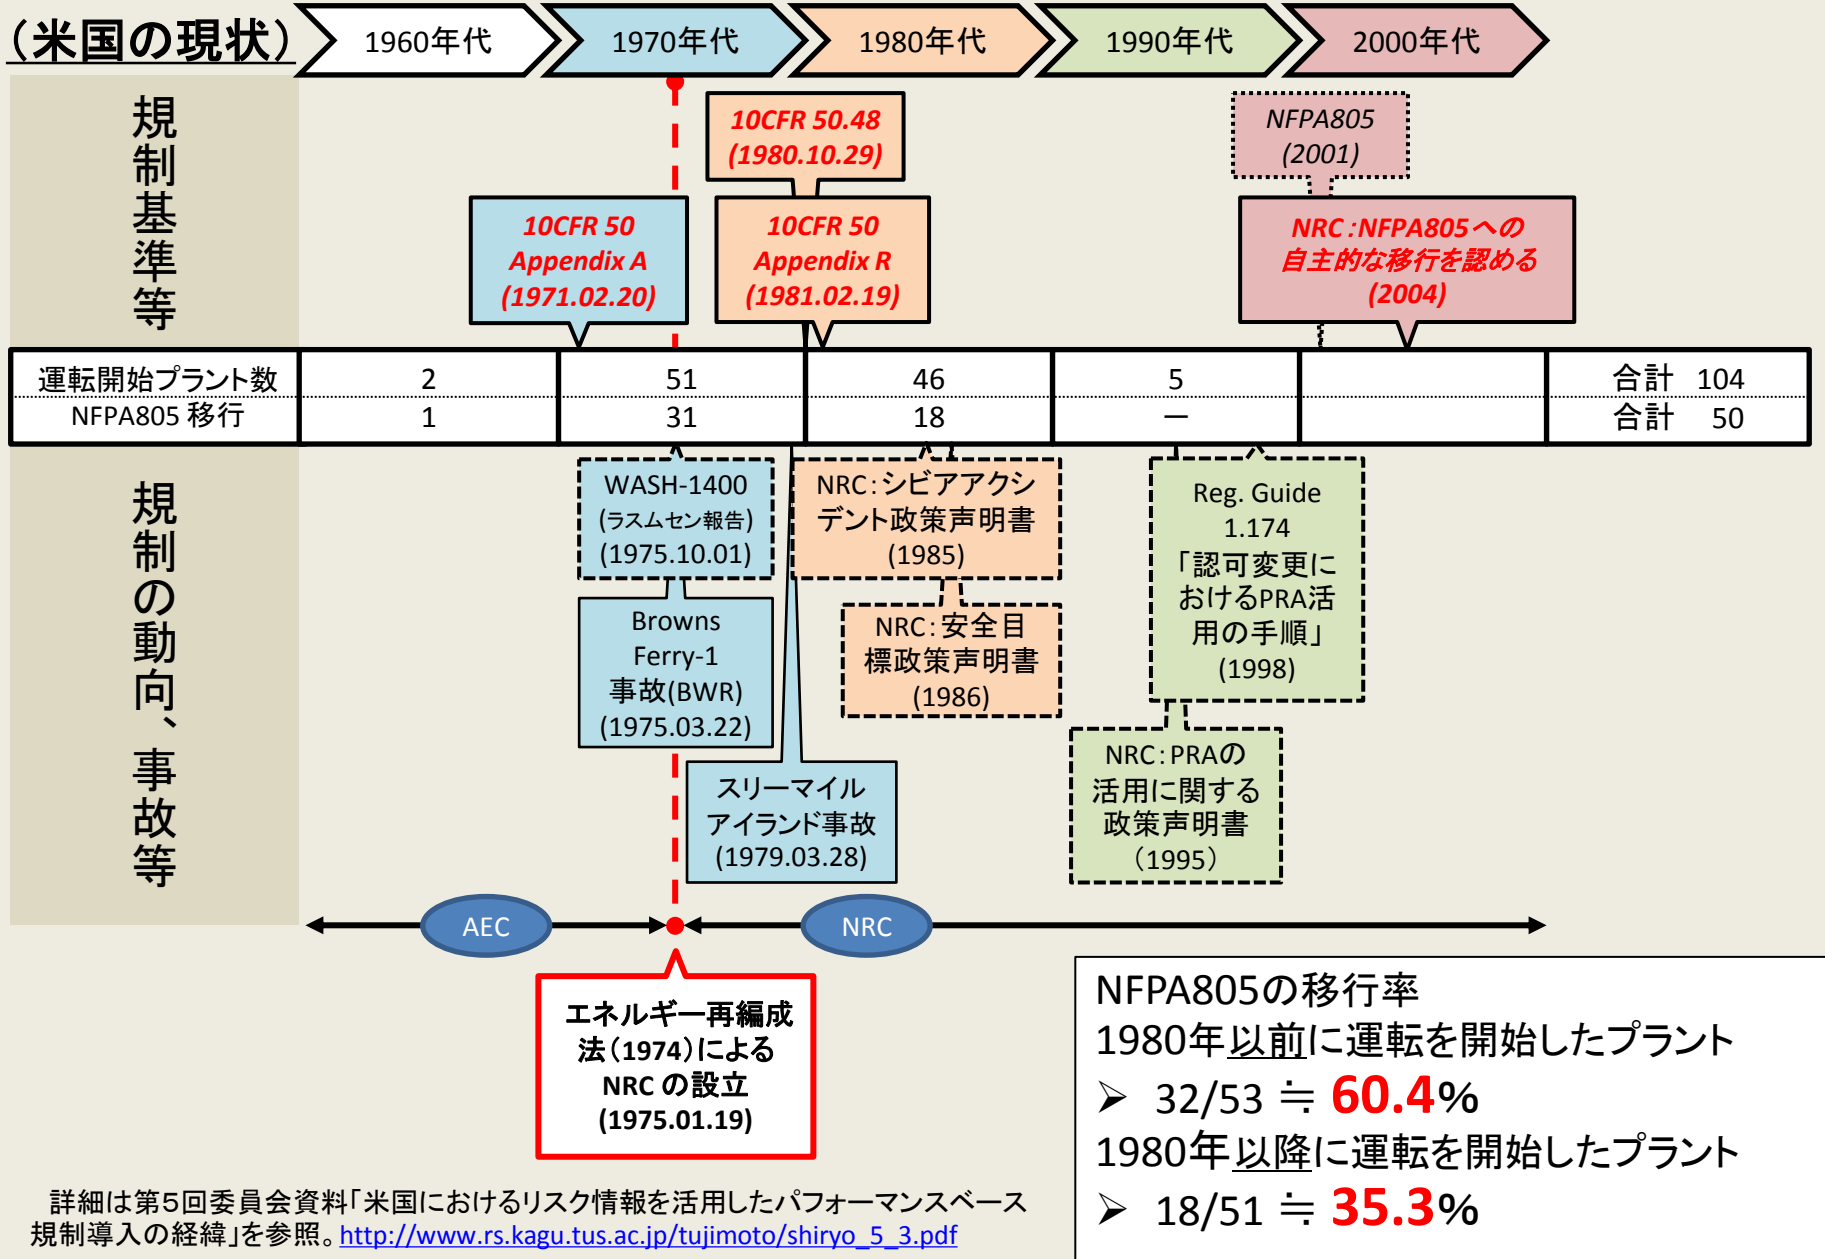 （米国の現状）
1960年代
1970年代
1980年代
1990年代
2000年代
規制基準等
10CFR 50.48
(1980.10.29)
NFPA805
(2001)
10CFR 50
Appendix A
(1971.02.20)
10CFR 50
Appendix R
(1981.02.19)
NRC:NFPA805への
自主的な移行を認める
(2004)
運転開始プラント数 2 51 46 5 合計 104
NFPA805 移行 1 31 18 ― 合計 50
規制の動向、事故等
WASH-1400
(ラスムセン報告)
(1975.10.01)
NRC:シビアアクシ
デント政策声明書
(1985)
Reg. Guide
1.174
「認可変更に
おけるPRA活
用の手順」
(1998)
Browns
Ferry-1
事故(BWR)
(1975.03.22)
NRC:安全目
標政策声明書
(1986)
NRC:PRAの
活用に関する
政策声明書
（1995）
スリーマイル
アイランド事故
(1979.03.28)
AEC
NRC
エネルギー再編成
法（1974）による
NRC の設立
(1975.01.19)
NFPA805の移行率
1980年以前に運転を開始したプラント
➢ 32/53 ≒ 60.4%
1980年以降に運転を開始したプラント
➢ 18/51 ≒ 35.3%
詳細は第５回委員会資料「米国におけるリスク情報を活用したパフォーマンスベース
規制導入の経緯」を参照。http://www.rs.kagu.tus.ac.jp/tujimoto/shiryo_5_3.pdf